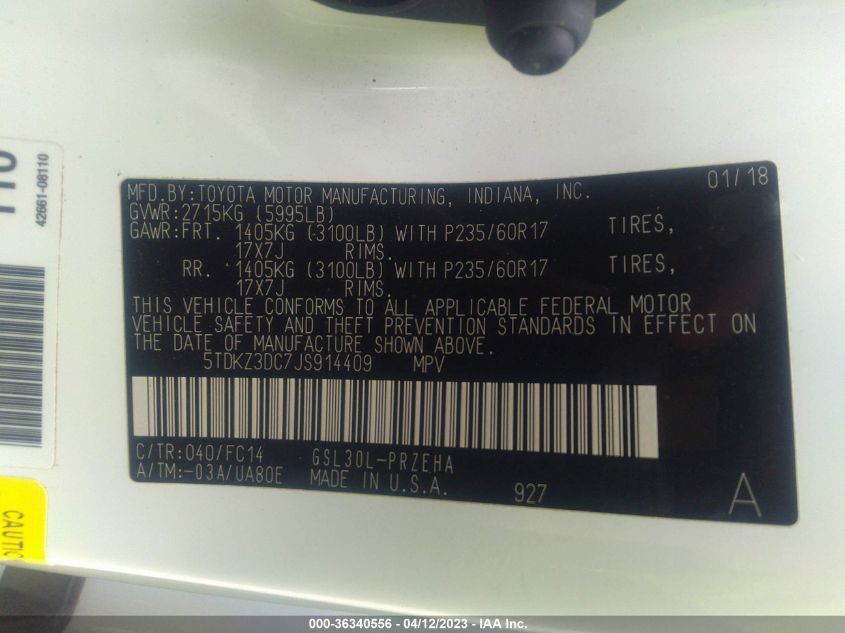 MFD.BY:TOYOTA MOTOR MANUFACTURING, INDIANA, INC. 01/18
GVWR:2715KG (5995LB)
GAWR:FRT. 1405KG (3100LB) WITH P235/60R17 TIRES,
17X7J RIMS.
RR. 1405KG (3100LB) WITH P235/60R17 TIRES,
17X7J RIMS.
THIS VEHICLE CONFORMS TO ALL APPLICABLE FEDERAL MOTOR
VEHICLE SAFETY AND THEFT PREVENTION STANDARDS IN EFFECT ON
THE DATE OF MANUFACTURE SHOWN ABOVE.
5TDKZ3DC7JS914409 MPV
C/TR:040/FC14 GSL30L-PRZEHA
A/TM:-03A/UA80E MADE IN U.S.A. 927 A
42661-08110
CAUTIO
000-36340556 - 04/12/2023 - IAA, Inc.